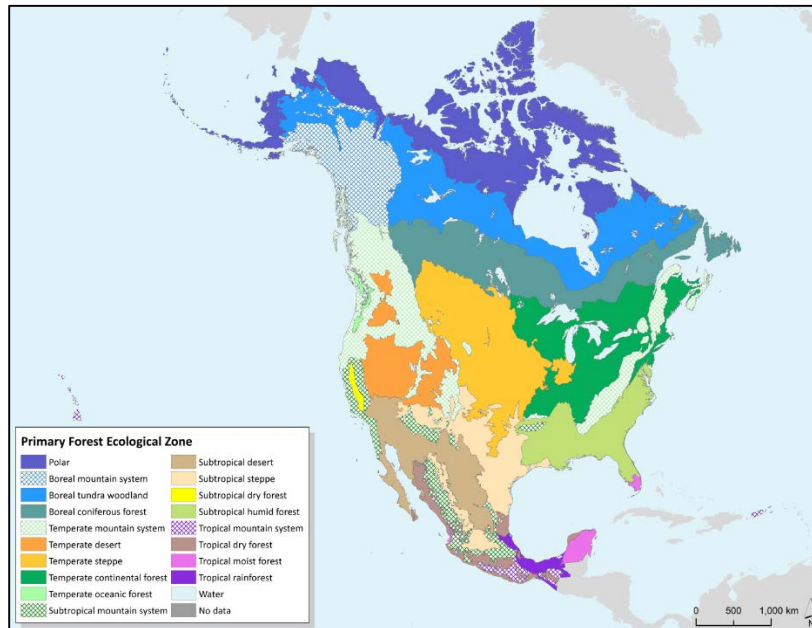 Primary Forest Ecological Zone
Polar
Boreal mountain system
Boreal tundra woodland
Boreal coniferous forest
Temperate mountain system
Temperate desert
Temperate steppe
Temperate continental forest
Temperate oceanic forest
Subtropical mountain system
Subtropical desert
Subtropical steppe
Subtropical dry forest
Subtropical humid forest
Tropical mountain system
Tropical dry forest
Tropical moist forest
Tropical rainforest
Water
No data
0 500 1,000 km